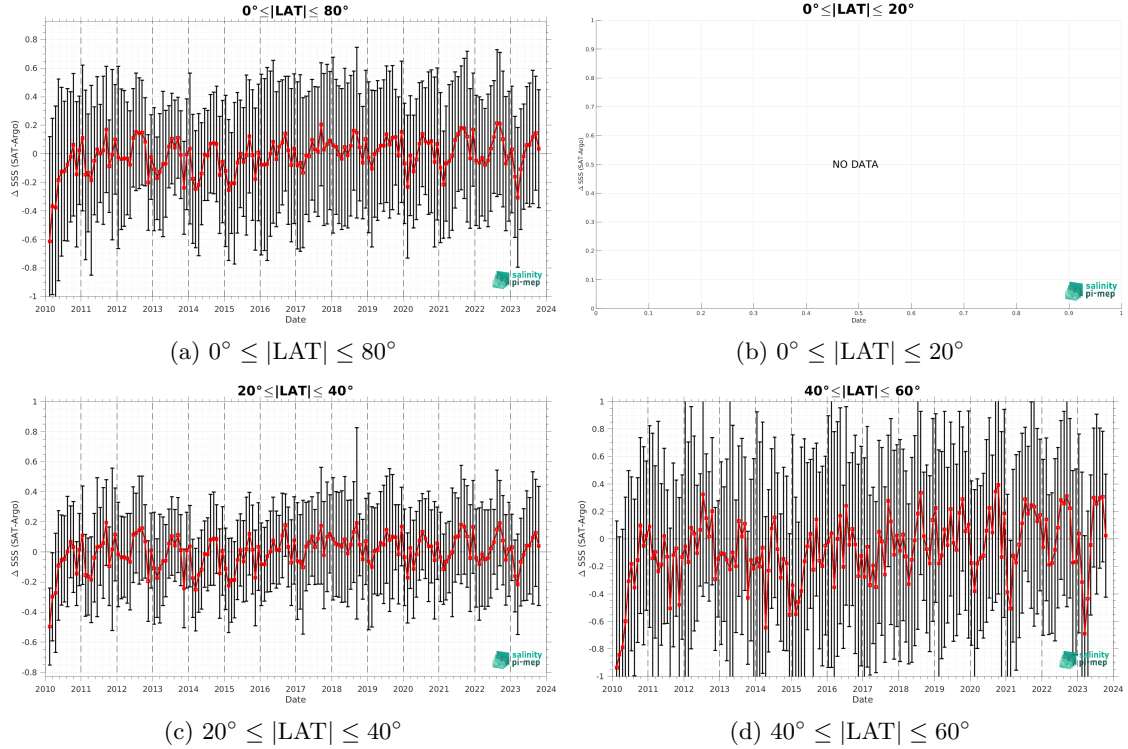 0°≤|LAT|≤ 80°
0.8
0.6
0.4
0.2
0
-0.2
-0.4
-0.6
-0.8
-1
Δ SSS (SAT-Argo)
2010 2011 2012 2013 2014 2015 2016 2017 2018 2019 2020 2021 2022 2023 2024
Date
salinity
pi-mep
(a) 0° ≤ |LAT| ≤ 80°
0°≤|LAT|≤ 20°
1
0.9
0.8
0.7
0.6
0.5
0.4
0.3
0.2
0.1
0
Δ SSS (SAT-Argo)
NO DATA
0 0.1 0.2 0.3 0.4 0.5 0.6 0.7 0.8 0.9 1
Date
salinity
pi-mep
(b) 0° ≤ |LAT| ≤ 20°
20°≤|LAT|≤ 40°
1
0.8
0.6
0.4
0.2
0
-0.2
-0.4
-0.6
-0.8
Δ SSS (SAT-Argo)
2010 2011 2012 2013 2014 2015 2016 2017 2018 2019 2020 2021 2022 2023 2024
Date
salinity
pi-mep
(c) 20° ≤ |LAT| ≤ 40°
40°≤|LAT|≤ 60°
1
0.8
0.6
0.4
0.2
0
-0.2
-0.4
-0.6
-0.8
-1
Δ SSS (SAT-Argo)
2010 2011 2012 2013 2014 2015 2016 2017 2018 2019 2020 2021 2022 2023 2024
Date
salinity
pi-mep
(d) 40° ≤ |LAT| ≤ 60°